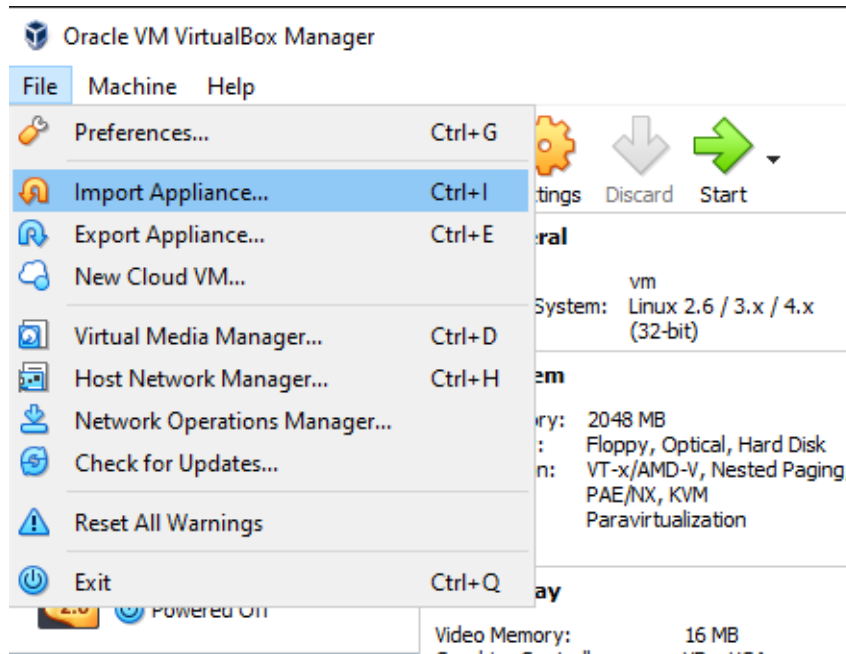 Oracle VM VirtualBox Manager
File Machine Help
Preferences... Ctrl+G
Import Appliance... Ctrl+I
Export Appliance... Ctrl+E
New Cloud VM...
Virtual Media Manager... Ctrl+D
Host Network Manager... Ctrl+H
Network Operations Manager...
Check for Updates...
Reset All Warnings
Exit Ctrl+Q
tings Discard Start
ral
vm
System: Linux 2.6 / 3.x / 4.x
(32-bit)
em
ry: 2048 MB
: Floppy, Optical, Hard Disk
n: VT-x/AMD-V, Nested Paging,
PAE/NX, KVM
Paravirtualization
ay
Video Memory: 16 MB
Powered Off